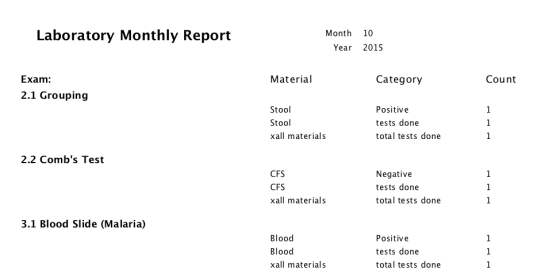 Laboratory Monthly Report Month 10
Year 2015
Exam: Material Category Count
2.1 Grouping
Stool Positive 1
Stool tests done 1
xall materials total tests done 1
2.2 Comb's Test
CFS Negative 1
CFS tests done 1
xall materials total tests done 1
3.1 Blood Slide (Malaria)
Blood Positive 1
Blood tests done 1
xall materials total tests done 1